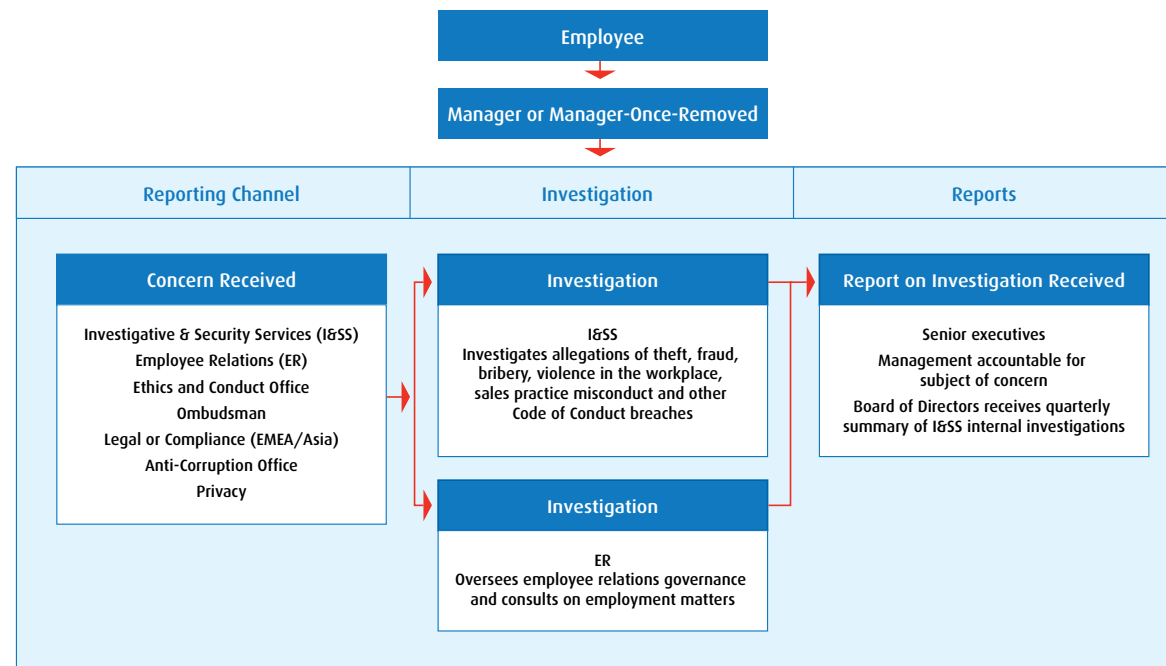 Employee
Manager or Manager-Once-Removed
Reporting Channel
Investigation
Reports
Concern Received
Investigative & Security Services (I&SS)
Employee Relations (ER)
Ethics and Conduct Office
Ombudsman
Legal or Compliance (EMEA/Asia)
Anti-Corruption Office
Privacy
Investigation
I&SS
Investigates allegations of theft, fraud,
bribery, violence in the workplace,
sales practice misconduct and other
Code of Conduct breaches
Investigation
ER
Oversees employee relations governance
and consults on employment matters
Report on Investigation Received
Senior executives
Management accountable for
subject of concern
Board of Directors receives quarterly
summary of I&SS internal investigations